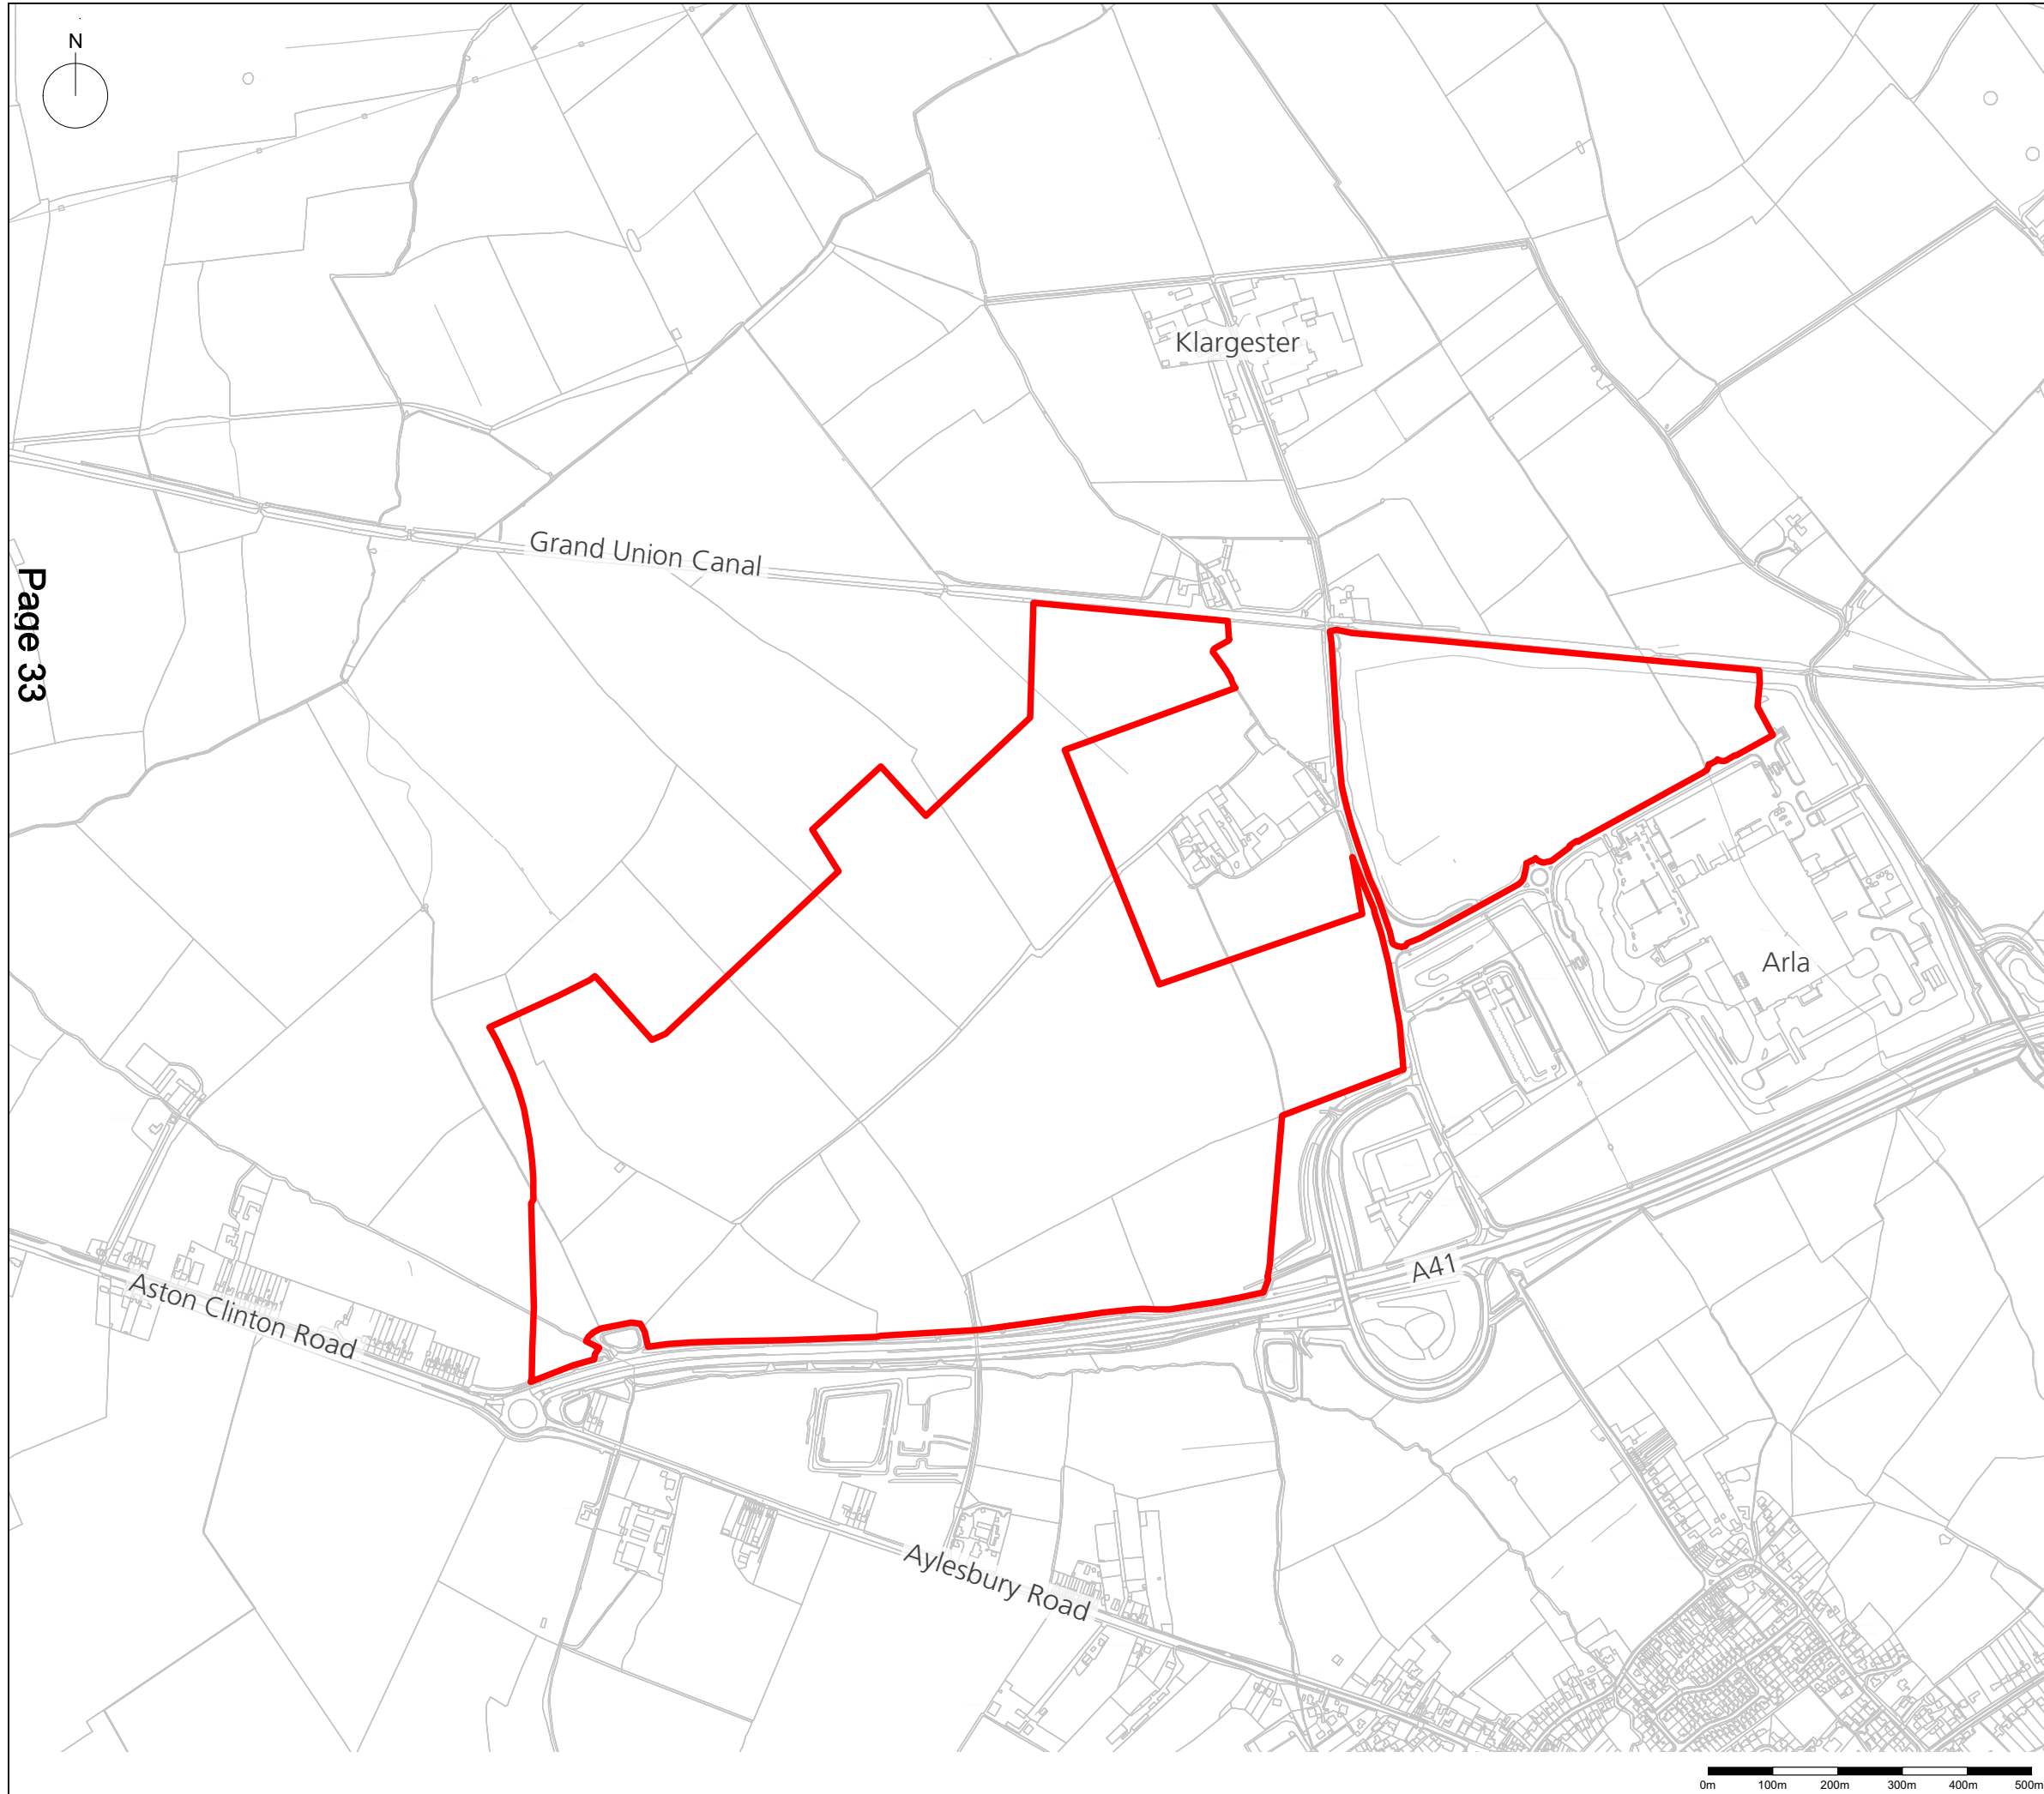 N
Klargester
Grand Union Canal
Page 33
Arla
A41
Aston Clinton Road
Aylesbury Road
0m 100m 200m 300m 400m 500m